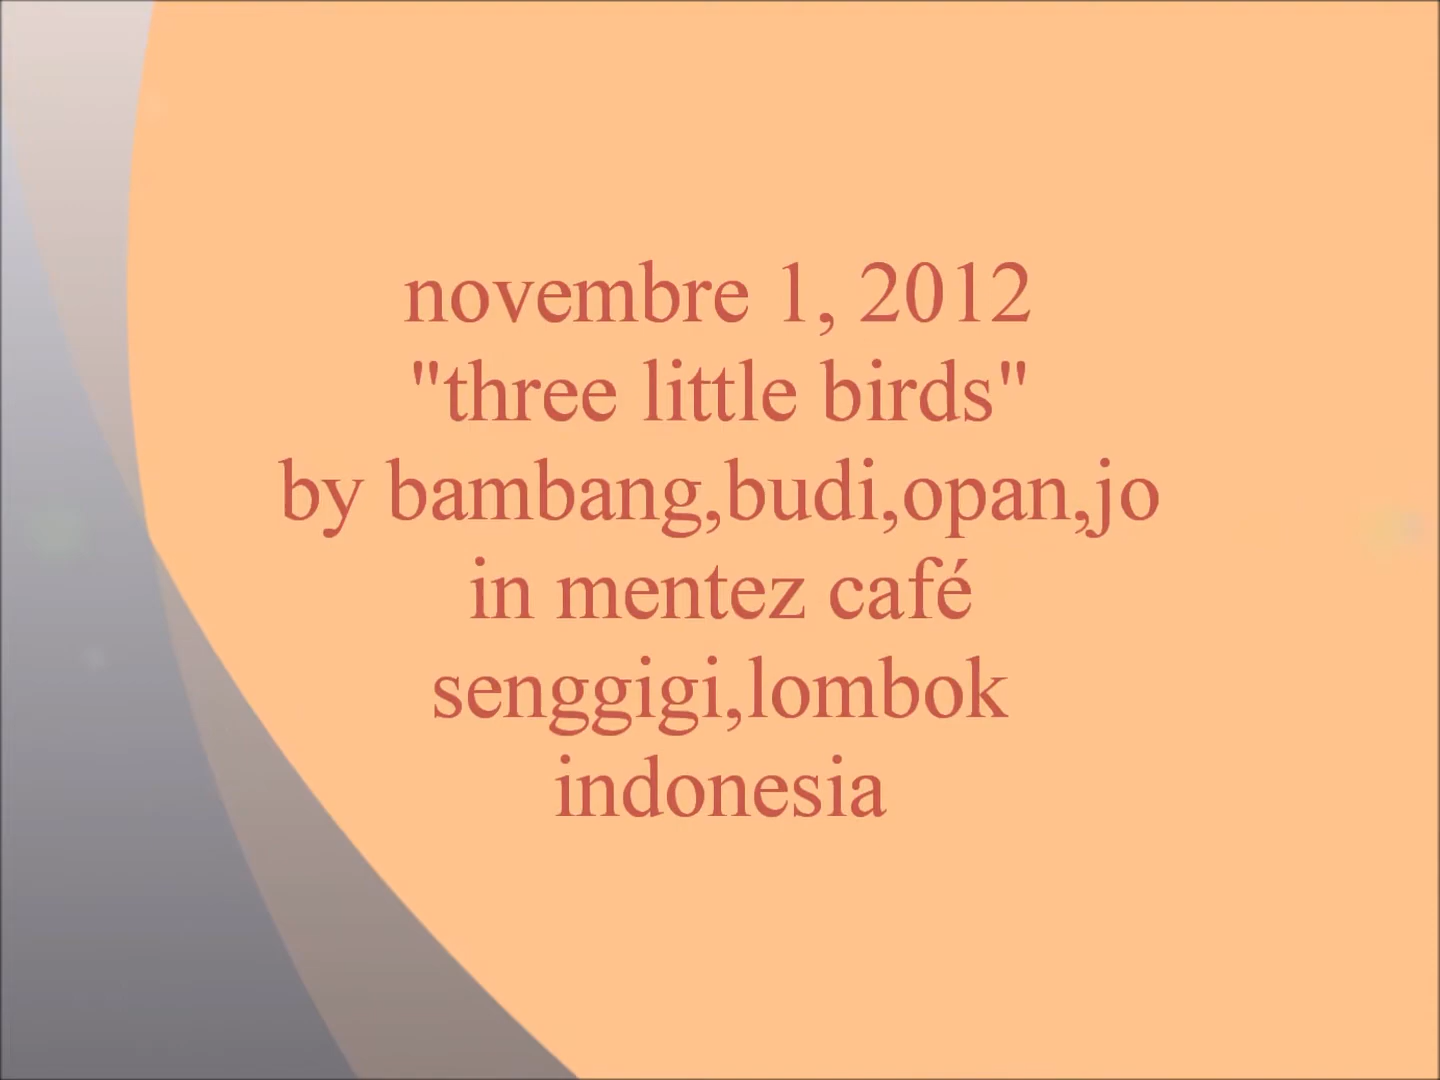 novembre 1, 2012
"three little birds"
by bambang,budi,opan,jo
in mentez café
senggigi,lombok
indonesia